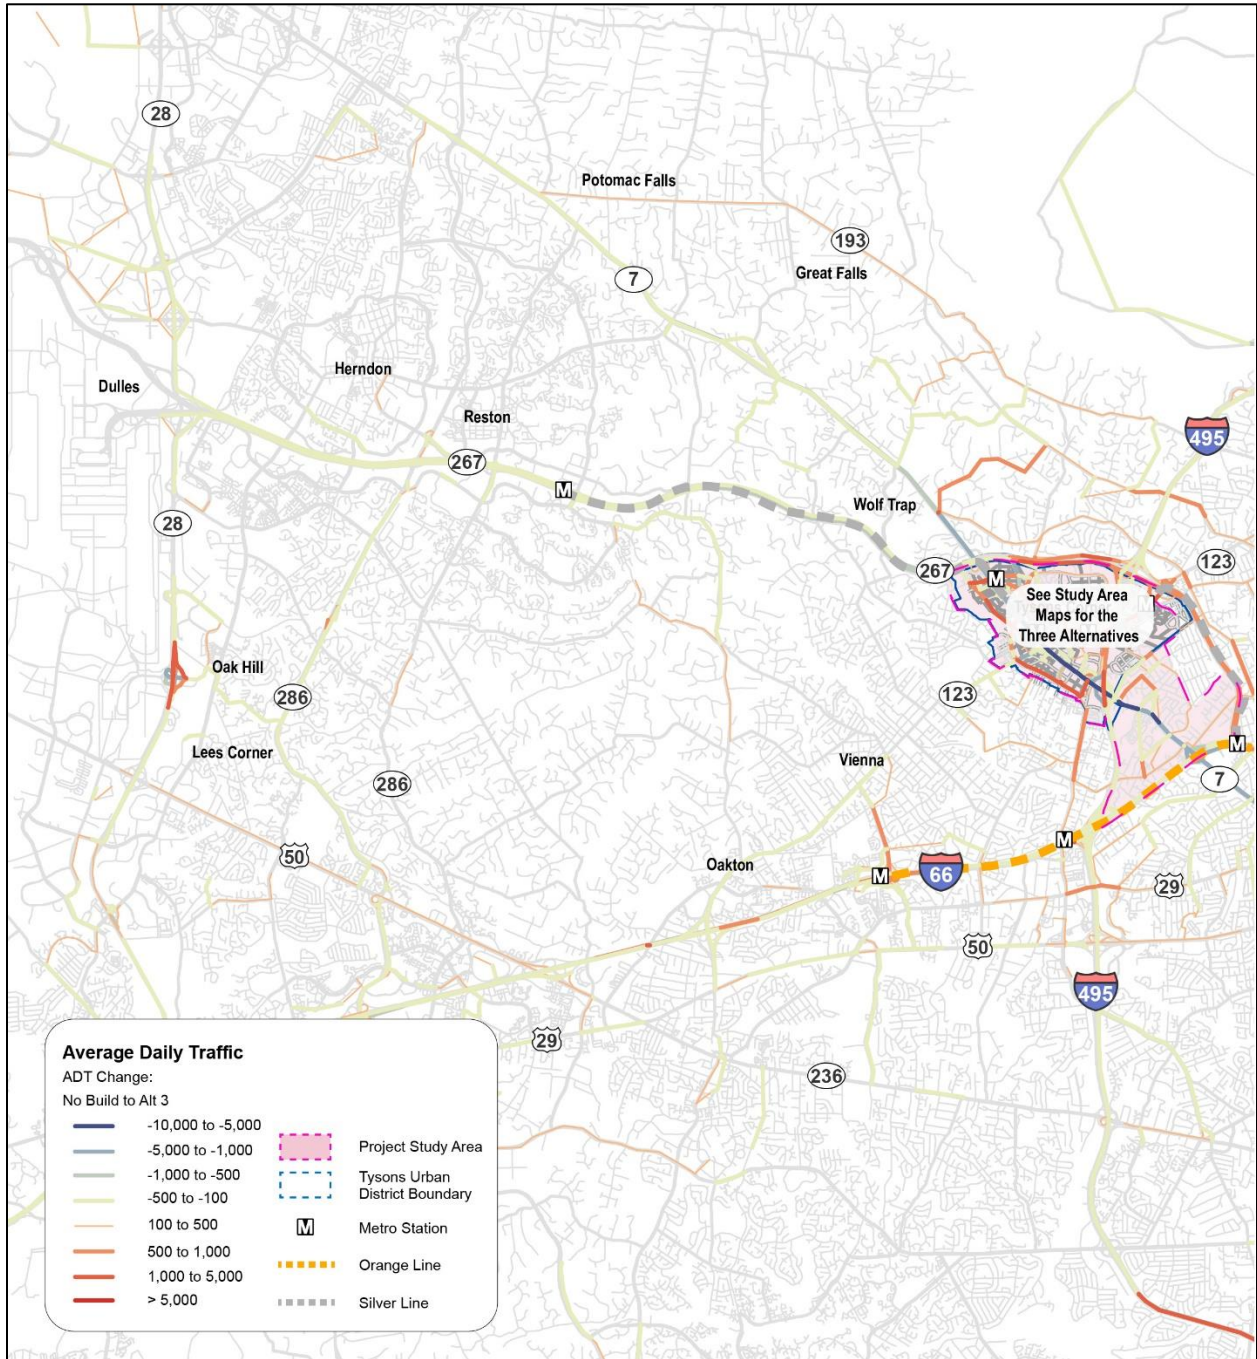 28
Potomac Falls
193
Great Falls
7
Herndon
Dulles
Reston
495
267
M
Wolf Trap
28
123
267
M
See Study Area
Maps for the
Three Alternatives
Oak Hill
286
123
Lees Corner
M
Vienna
7
286
M
50
Oakton
M
66
29
50
495
29
236
Average Daily Traffic
ADT Change:
No Build to Alt 3
-10,000 to -5,000
-5,000 to -1,000
-1,000 to -500
-500 to -100
100 to 500
500 to 1,000
1,000 to 5,000
> 5,000
Project Study Area
Tysons Urban
District Boundary
M
Metro Station
Orange Line
Silver Line